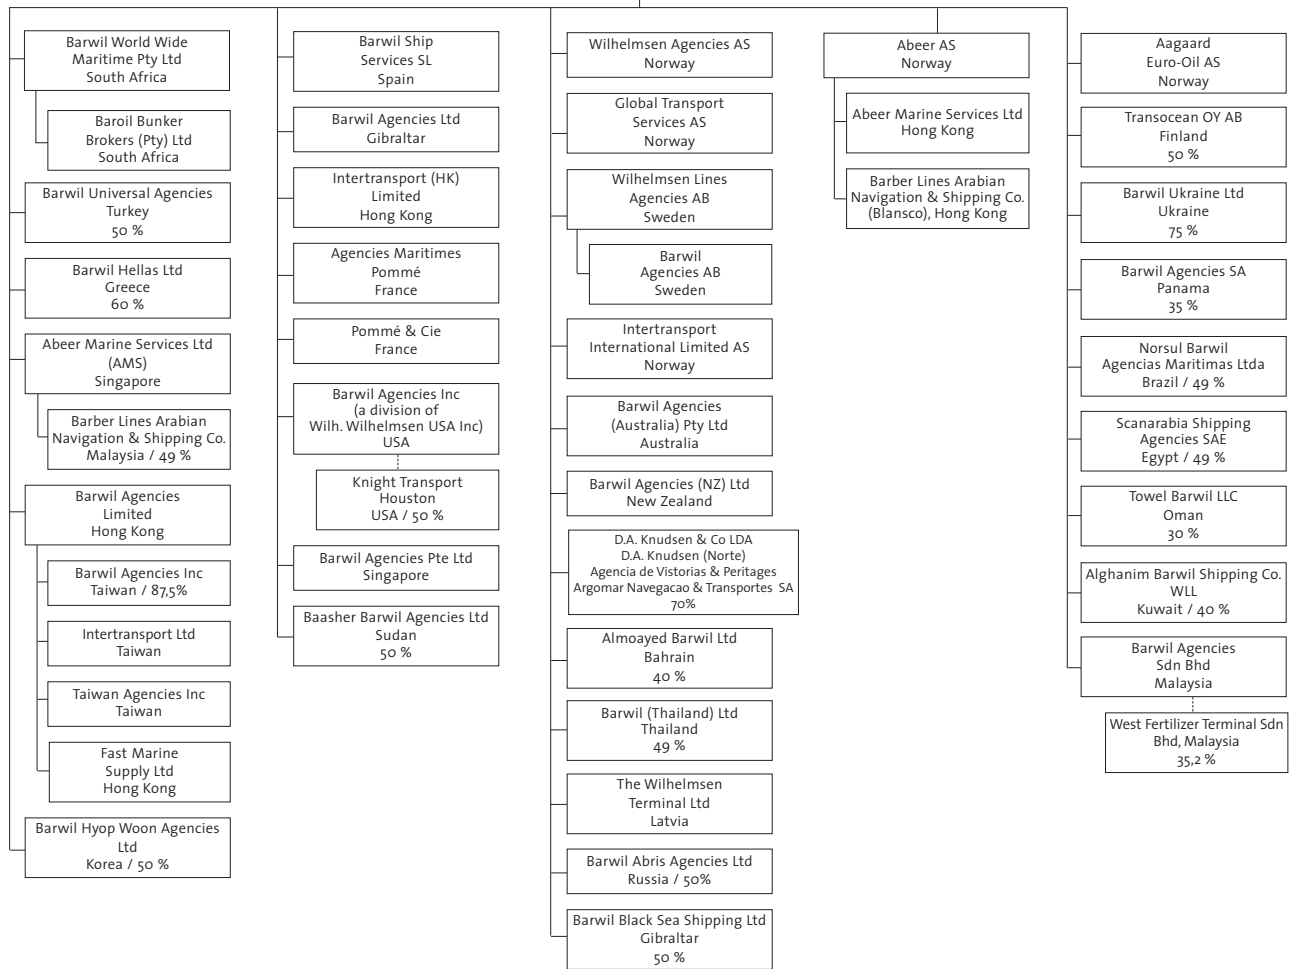 Barwil World Wide
Maritime Pty Ltd
South Africa
Baroil Bunker
Brokers (Pty) Ltd
South Africa
Barwil Universal Agencies
Turkey
50 %
Barwil Hellas Ltd
Greece
60 %
Abeer Marine Services Ltd
(AMS)
Singapore
Barber Lines Arabian
Navigation & Shipping Co.
Malaysia / 49 %
Barwil Agencies
Limited
Hong Kong
Barwil Agencies Inc
Taiwan / 87,5%
Intertransport Ltd
Taiwan
Taiwan Agencies Inc
Taiwan
Fast Marine
Supply Ltd
Hong Kong
Barwil Hyop Woon Agencies
Ltd
Korea / 50 %
Barwil Ship
Services SL
Spain
Barwil Agencies Ltd
Gibraltar
Intertransport (HK)
Limited
Hong Kong
Agencies Maritimes
Pommé
France
Pommé & Cie
France
Barwil Agencies Inc
(a division of
Wilh. Wilhelmsen USA Inc)
USA
Knight Transport
Houston
USA / 50 %
Barwil Agencies Pte Ltd
Singapore
Baasher Barwil Agencies Ltd
Sudan
50 %
Wilhelmsen Agencies AS
Norway
Global Transport
Services AS
Norway
Wilhelmsen Lines
Agencies AB
Sweden
Barwil
Agencies AB
Sweden
Intertransport
International Limited AS
Norway
Barwil Agencies
(Australia) Pty Ltd
Australia
Barwil Agencies (NZ) Ltd
New Zealand
D.A. Knudsen & Co LDA
D.A. Knudsen (Norte)
Agencia de Vistorias & Peritages
Argomar Navegacao & Transportes SA
70%
Almoayed Barwil Ltd
Bahrain
40 %
Barwil (Thailand) Ltd
Thailand
49 %
The Wilhelmsen
Terminal Ltd
Latvia
Barwil Abris Agencies Ltd
Russia / 50%
Barwil Black Sea Shipping Ltd
Gibraltar
50 %
Abeer AS
Norway
Abeer Marine Services Ltd
Hong Kong
Barber Lines Arabian
Navigation & Shipping Co.
(Blansco), Hong Kong
Aagaard
Euro-Oil AS
Norway
Transocean OY AB
Finland
50 %
Barwil Ukraine Ltd
Ukraine
75 %
Barwil Agencies SA
Panama
35 %
Norsul Barwil
Agencias Maritimas Ltda
Brazil / 49 %
Scanarabia Shipping
Agencies SAE
Egypt / 49 %
Towel Barwil LLC
Oman
30 %
Alghanim Barwil Shipping Co.
WLL
Kuwait / 40 %
Barwil Agencies
Sdn Bhd
Malaysia
West Fertilizer Terminal Sdn
Bhd, Malaysia
35,2 %